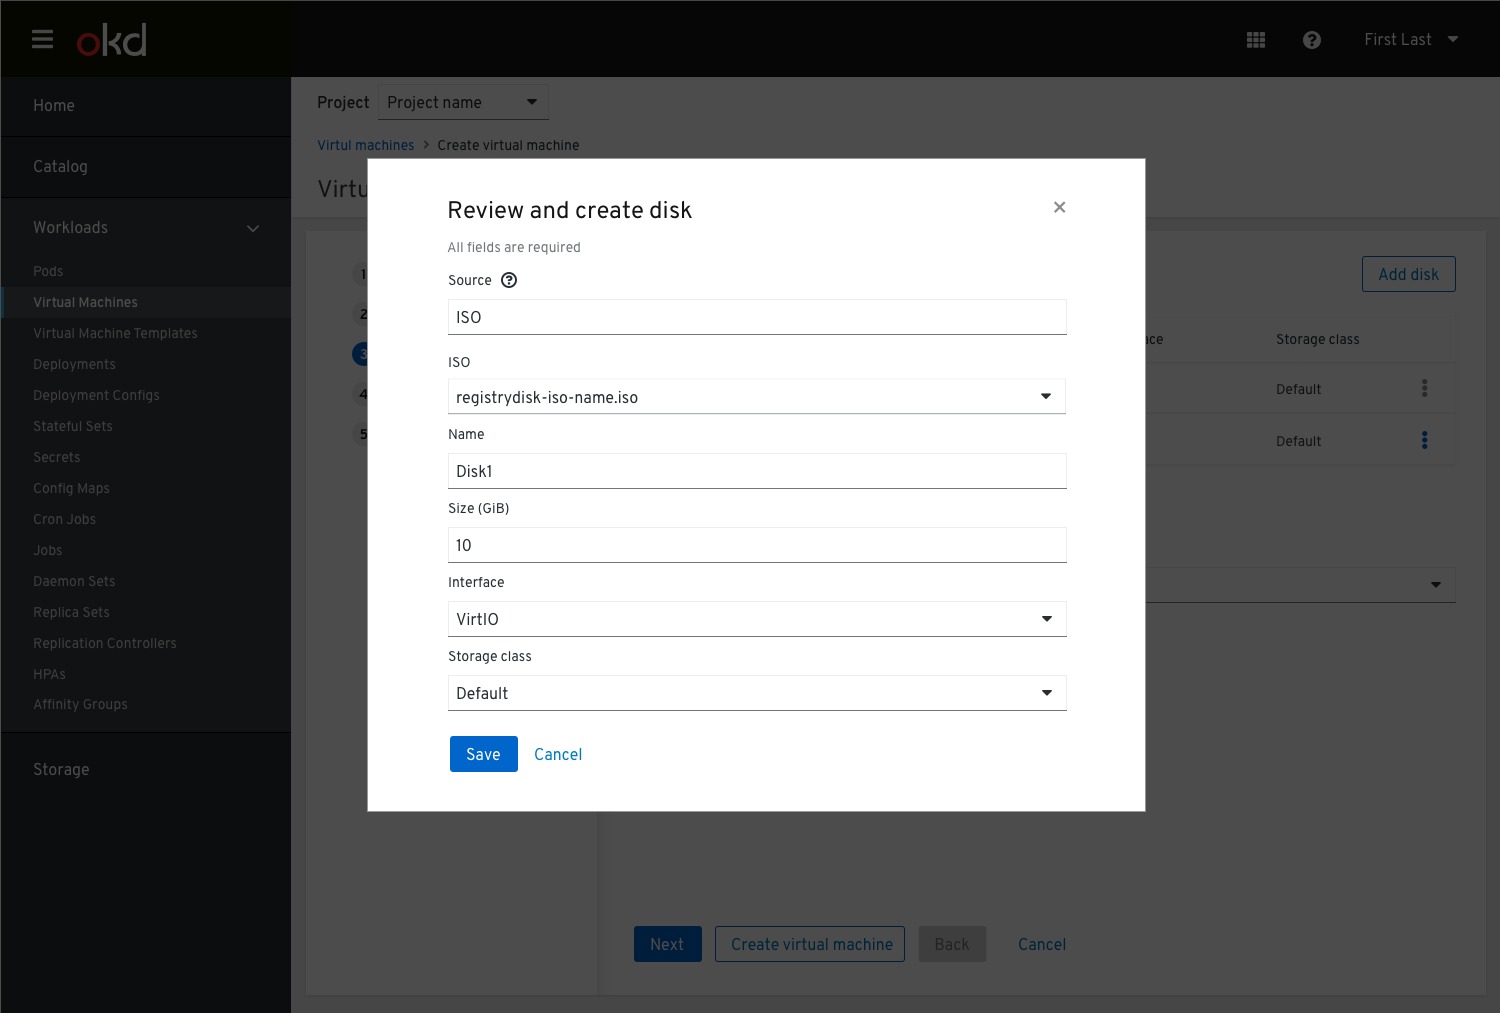 okd
First Last
Home
Catalog
Workloads
Pods
Virtual Machines
Virtual Machine Templates
Deployments
Deployment Configs
Stateful Sets
Secrets
Config Maps
Cron Jobs
Jobs
Daemon Sets
Replica Sets
Replication Controllers
HPAs
Affinity Groups
Storage
Project Project name
Virtul machines > Create virtual machine
1
2
3
4
5
Add disk
Storage class
Default
Default
Review and create disk
All fields are required
Source
ISO
ISO
registrydisk-iso-name.iso
Name
Disk1
Size (GiB)
10
Interface
VirtIO
Storage class
Default
Save Cancel
Next Create virtual machine Back Cancel